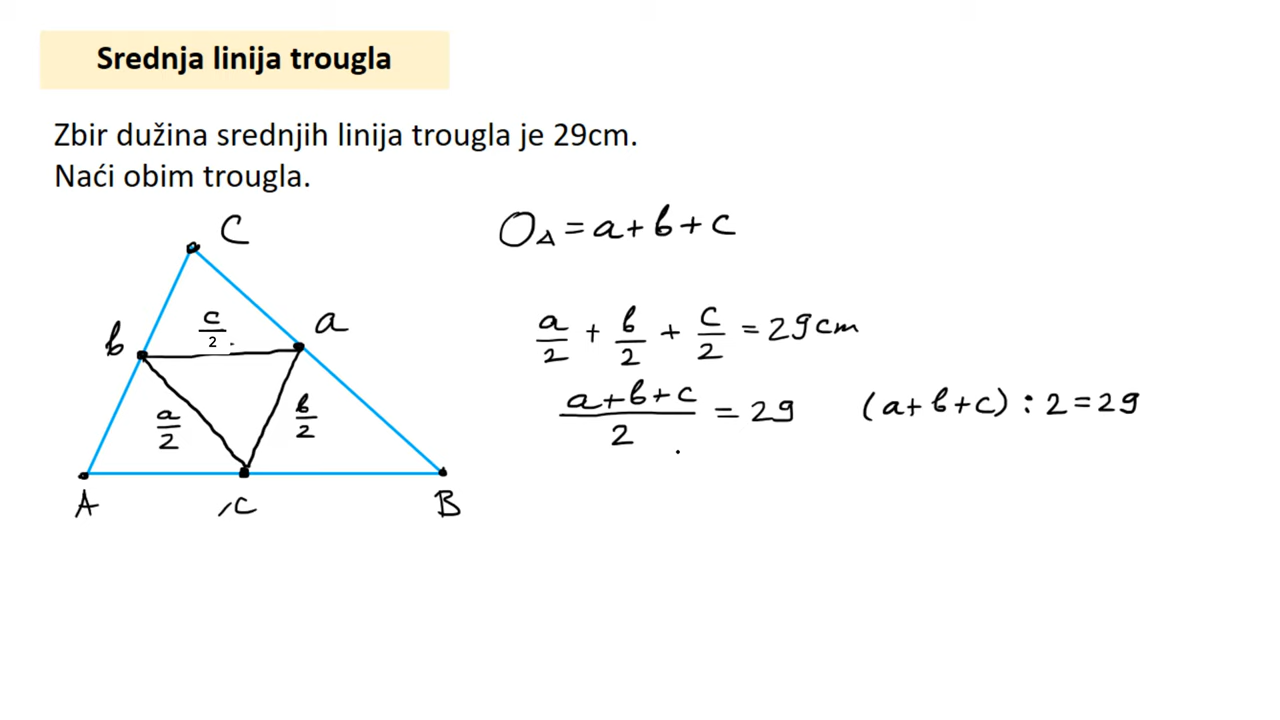 Srednja linija trougla
Zbir dužina srednjih linija trougla je 29cm.
Naći obim trougla.
C
O△ = a + b + c
b
c/2
a
a/2 + b/2 + c/2 = 29cm
a/2
b/2
(a+b+c)/2 = 29
(a+b+c) : 2 = 29
A
c
B